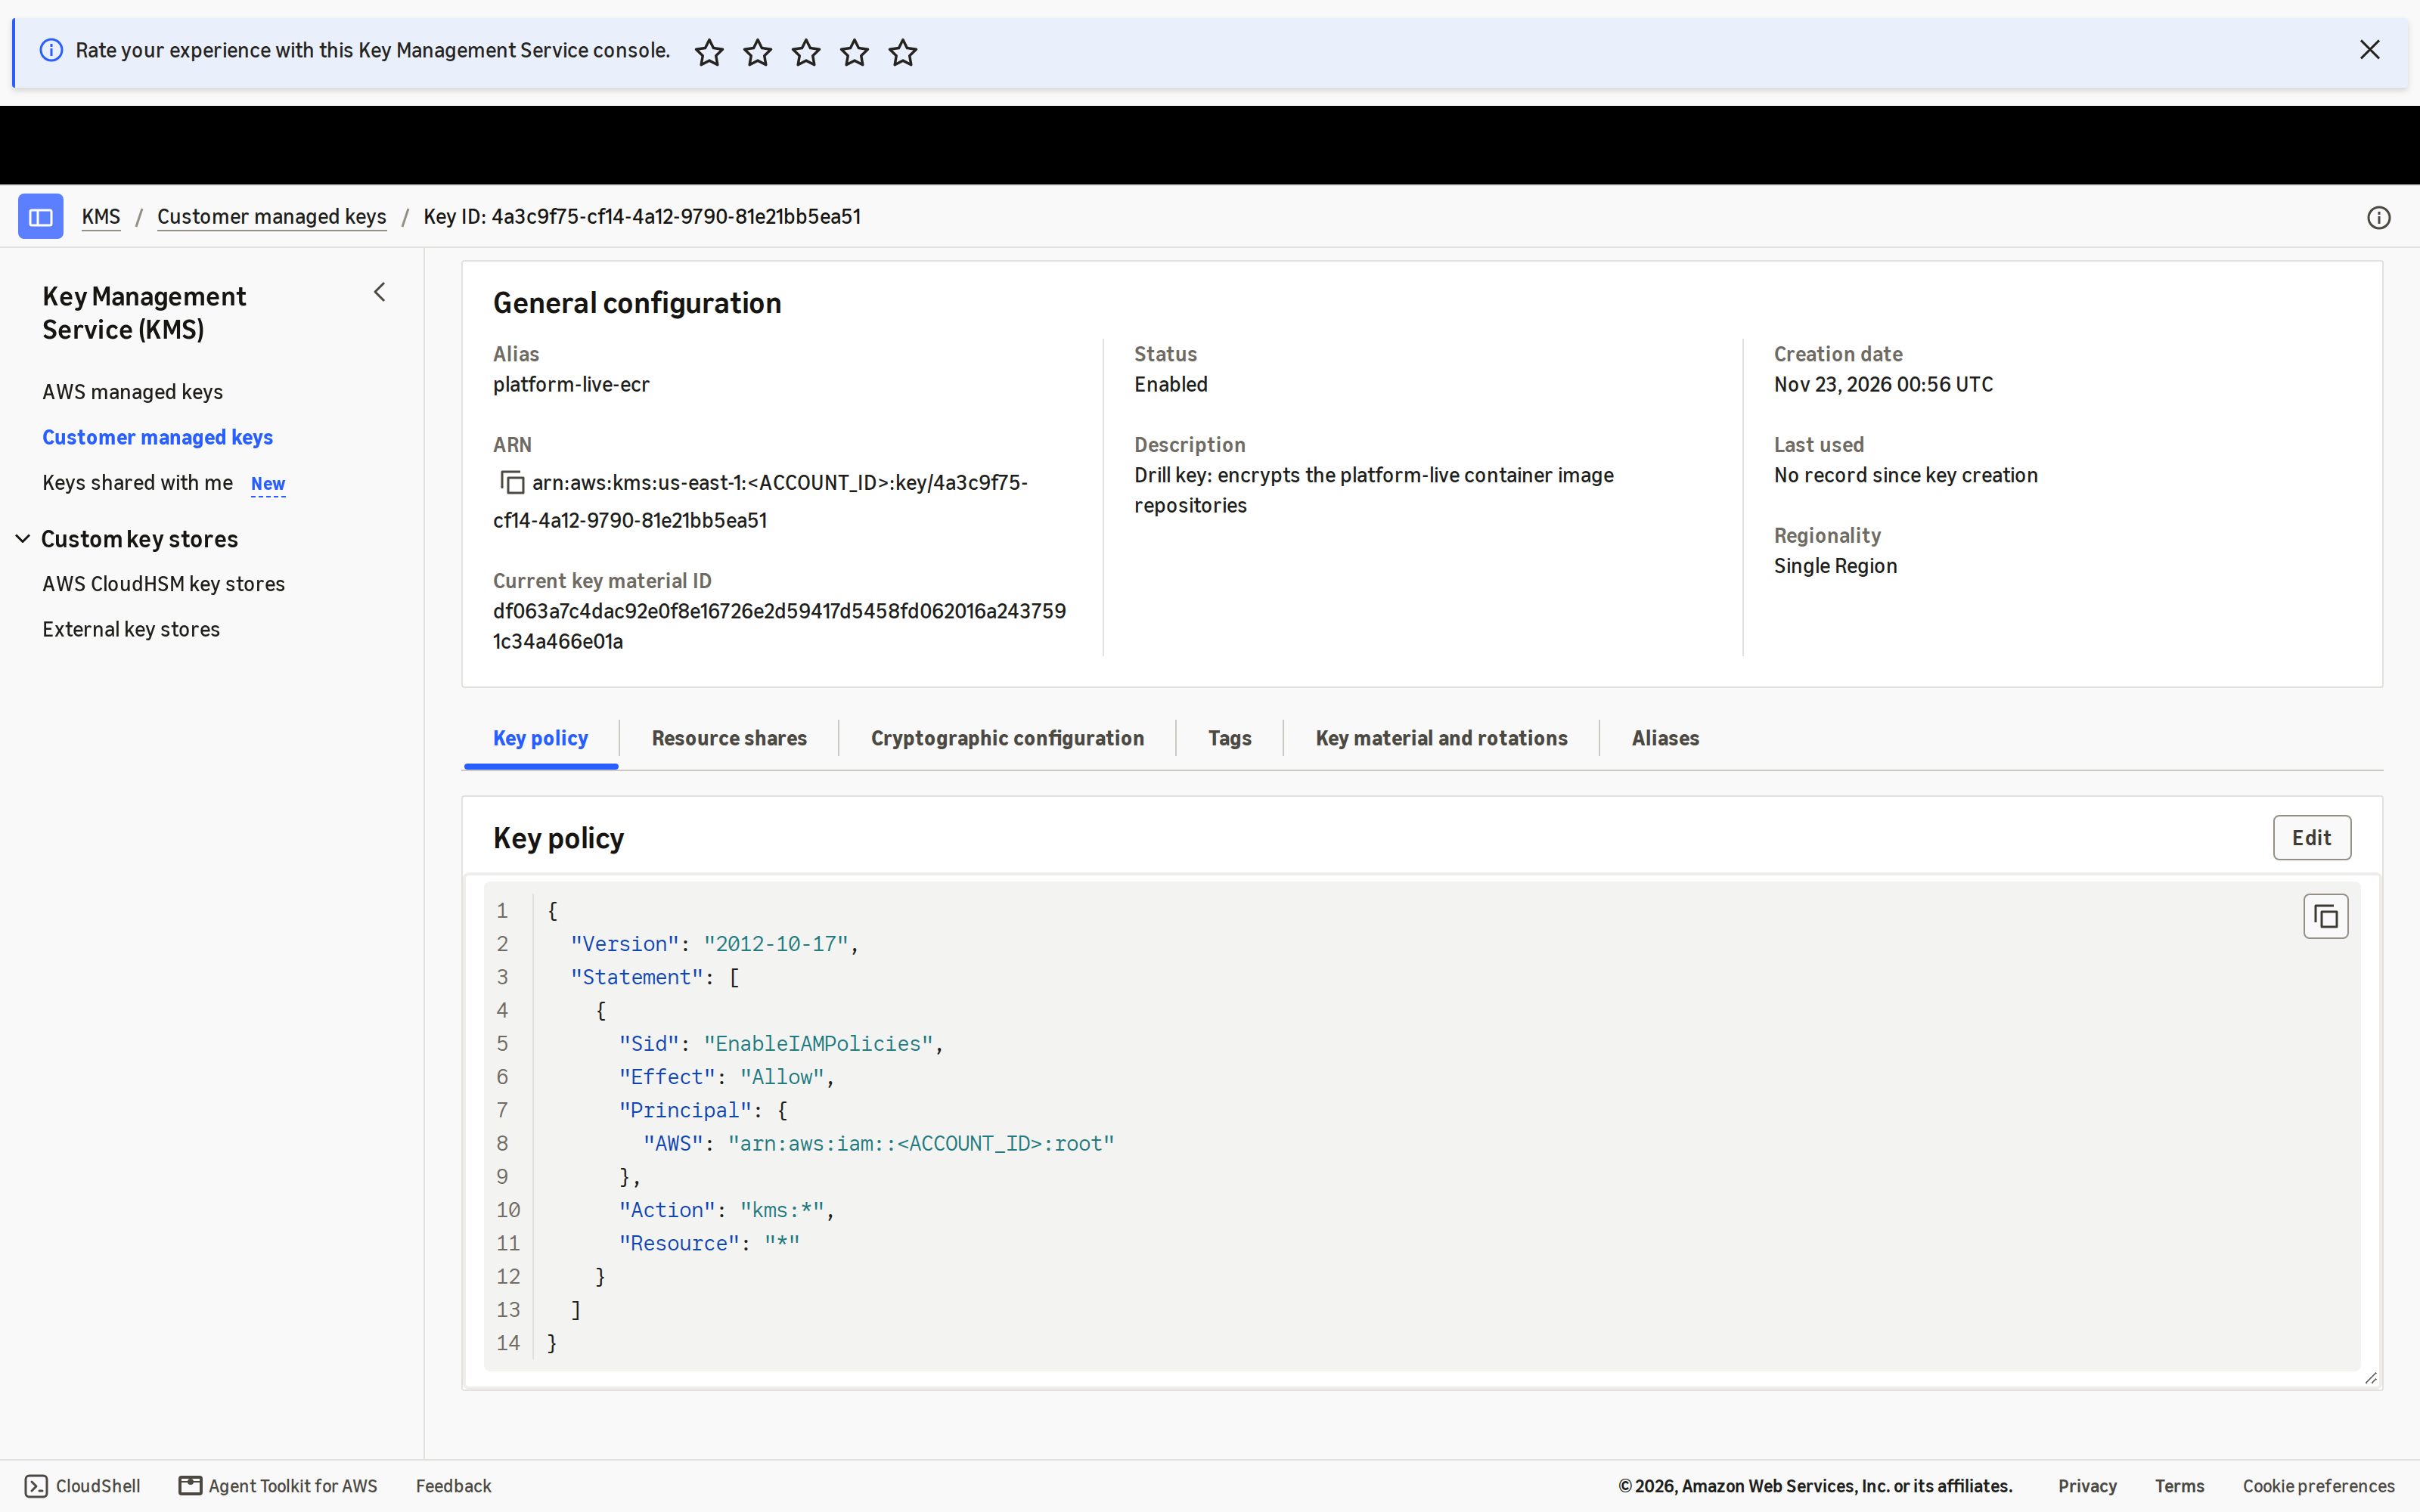 Rate your experience with this Key Management Service console.
KMS / Customer managed keys / Key ID: 4a3c9f75-cf14-4a12-9790-81e21bb5ea51
Key Management
Service (KMS)
AWS managed keys
Customer managed keys
Keys shared with me New
Custom key stores
AWS CloudHSM key stores
External key stores
General configuration
Alias
platform-live-ecr
ARN
arn:aws:kms:us-east-1:<ACCOUNT_ID>:key/4a3c9f75-
cf14-4a12-9790-81e21bb5ea51
Current key material ID
df063a7c4dac92e0f8e16726e2d59417d5458fd062016a243759
1c34a466e01a
Status
Enabled
Description
Drill key: encrypts the platform-live container image
repositories
Creation date
Nov 23, 2026 00:56 UTC
Last used
No record since key creation
Regionality
Single Region
Key policy
Resource shares
Cryptographic configuration
Tags
Key material and rotations
Aliases
Key policy
Edit
1 {
2 "Version": "2012-10-17",
3 "Statement": [
4 {
5 "Sid": "EnableIAMPolicies",
6 "Effect": "Allow",
7 "Principal": {
8 "AWS": "arn:aws:iam::<ACCOUNT_ID>:root"
9 },
10 "Action": "kms:*",
11 "Resource": "*"
12 }
13 ]
14 }
CloudShell
Agent Toolkit for AWS
Feedback
© 2026, Amazon Web Services, Inc. or its affiliates.
Privacy
Terms
Cookie preferences